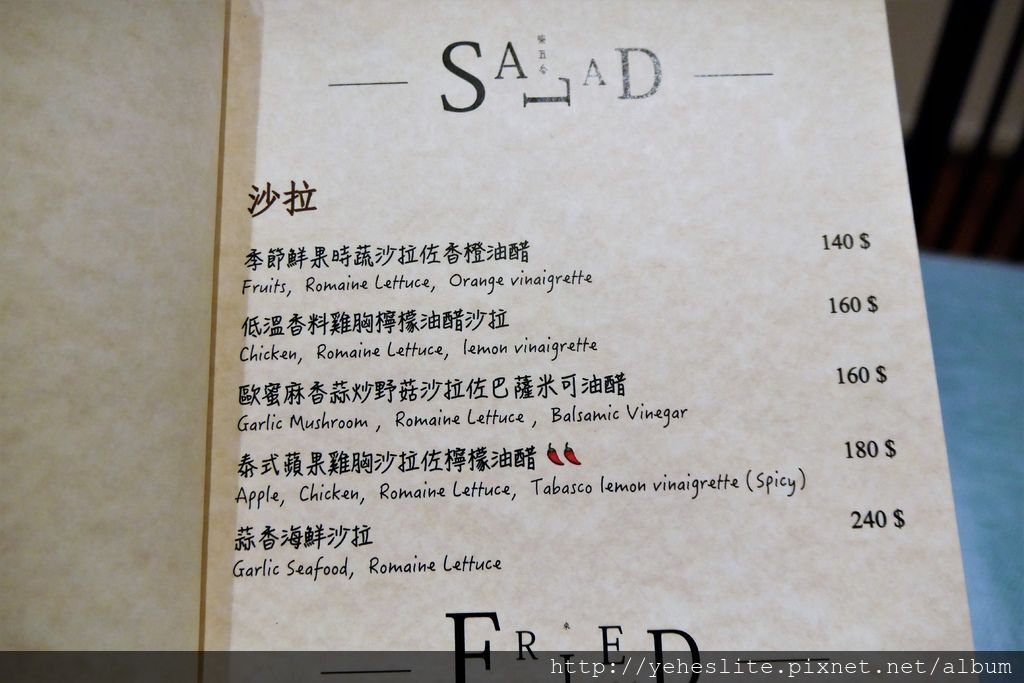 SALAD
沙拉
季節鮮果時蔬沙拉佐香橙油醋 140 $
Fruits, Romaine Lettuce, Orange vinaigrette
低溫香料雞胸檸檬油醋沙拉 160 $
Chicken, Romaine Lettuce, lemon vinaigrette
歐蜜麻香蒜炒野菇沙拉佐巴薩米可油醋 160 $
Garlic Mushroom , Romaine Lettuce , Balsamic Vinegar
泰式蘋果雞胸沙拉佐檸檬油醋 180 $
Apple, Chicken, Romaine Lettuce, Tabasco lemon vinaigrette (Spicy)
蒜香海鮮沙拉 240 $
Garlic Seafood, Romaine Lettuce
FRIED
http://yeheslite.pixnet.net/album